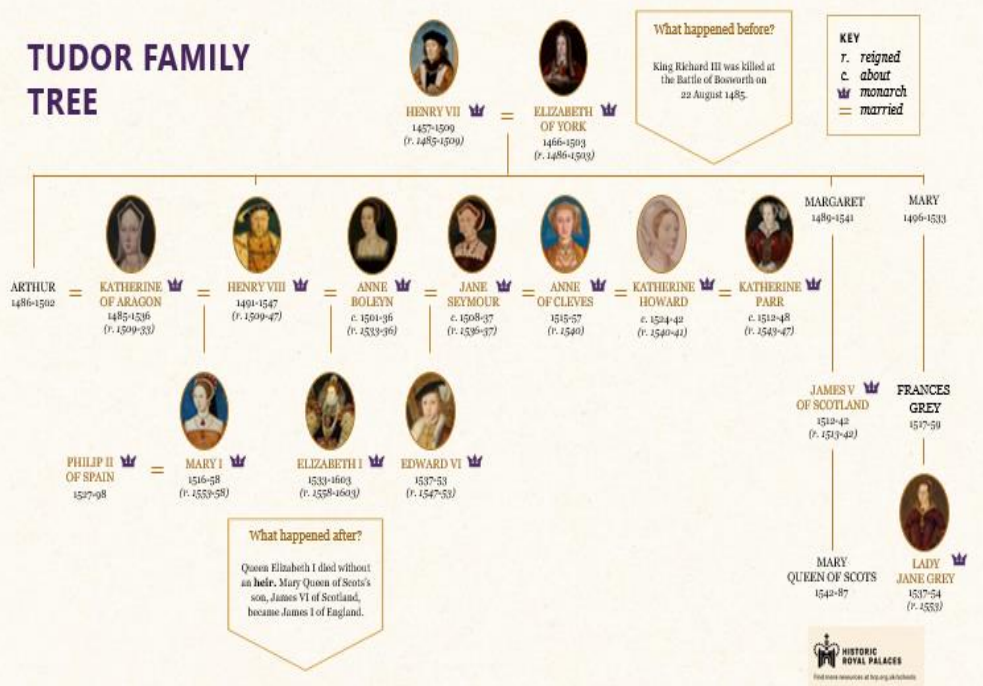 TUDOR FAMILY
TREE
HENRY VII
1457-1509
(r. 1485-1509)
=
ELIZABETH
OF YORK
1466-1503
(r. 1486-1503)
What happened before?
King Richard III was killed at
the Battle of Bosworth on
22 August 1485.
KEY
r. reigned
c. about
monarch
= married
ARTHUR
1486-1502
=
KATHERINE
OF ARAGON
1485-1536
(r. 1509-33)
=
HENRY VIII
1491-1547
(r. 1509-47)
=
ANNE
BOLEYN
c. 1501-36
(r. 1533-36)
=
JANE
SEYMOUR
c. 1508-37
(r. 1536-37)
=
ANNE
OF CLEVES
1515-57
(r. 1540)
=
KATHERINE
HOWARD
c. 1524-42
(r. 1540-41)
=
KATHERINE
PARR
c. 1512-48
(r. 1543-47)
MARGARET
1489-1541
MARY
1496-1533
PHILIP II
OF SPAIN
1527-98
=
MARY I
1516-58
(r. 1553-58)
ELIZABETH I
1533-1603
(r. 1558-1603)
EDWARD VI
1537-53
(r. 1547-53)
JAMES V
OF SCOTLAND
1512-42
(r. 1513-42)
FRANCES
GREY
1517-59
What happened after?
Queen Elizabeth I died without
an heir. Mary Queen of Scots's
son, James VI of Scotland,
became James I of England.
MARY
QUEEN OF SCOTS
1542-87
LADY
JANE GREY
1537-54
(r. 1553)
HISTORIC
ROYAL PALACES
Find more resources at hrp.org.uk/schools